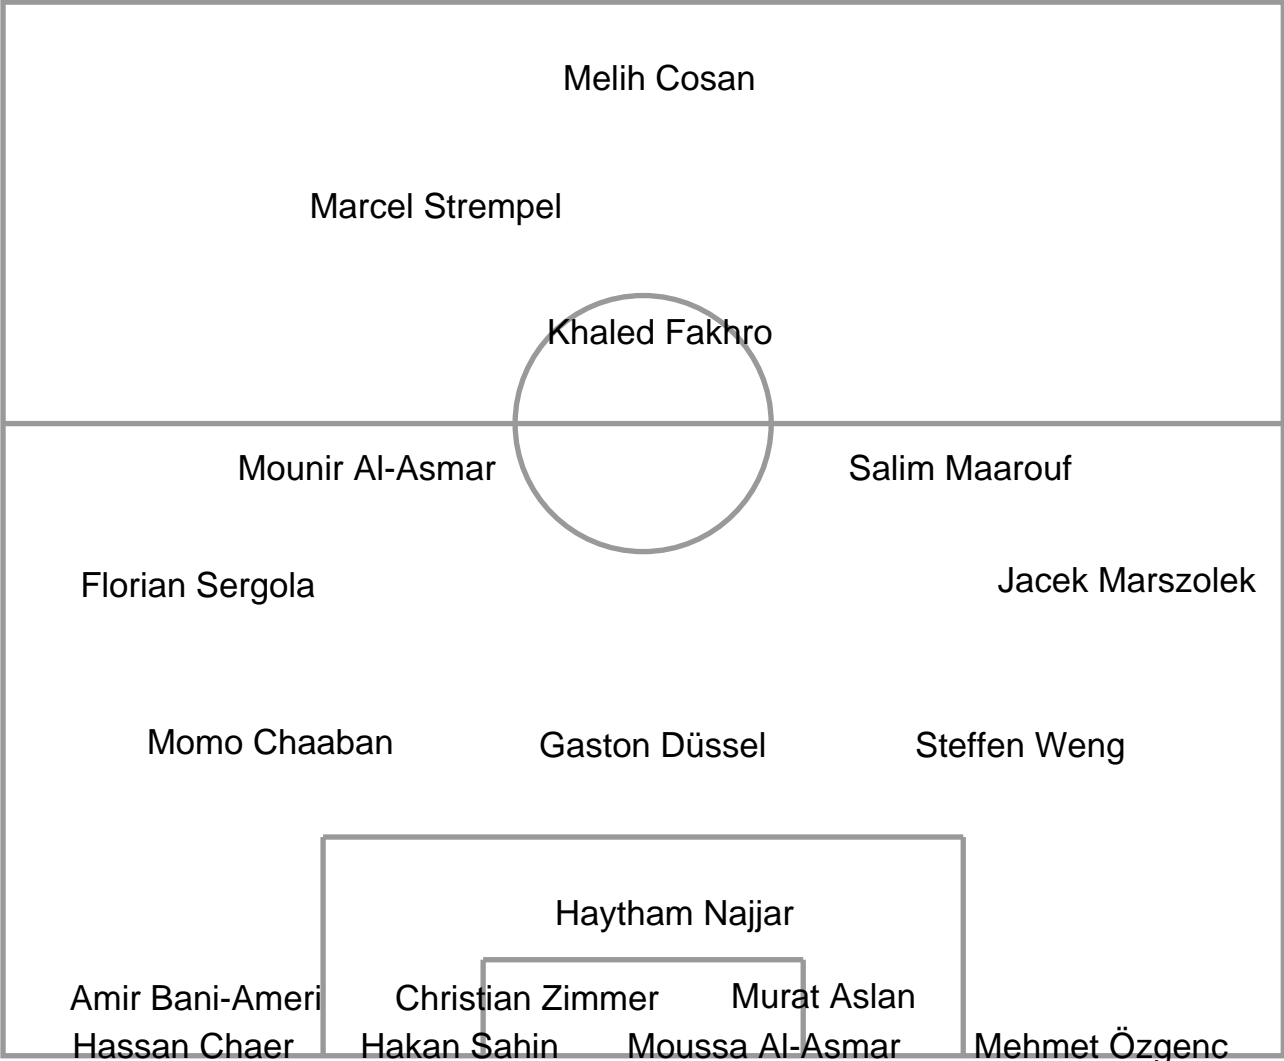 Melih Cosan
Marcel Strempel
Khaled Fakhro
Mounir Al-Asmar
Salim Maarouf
Florian Sergola
Jacek Marszolek
Momo Chaaban
Gaston Düssel
Steffen Weng
Haytham Najjar
Amir Bani-Ameri
Christian Zimmer
Murat Aslan
Hassan Chaer
Hakan Sahin
Moussa Al-Asmar
Mehmet Özgenc